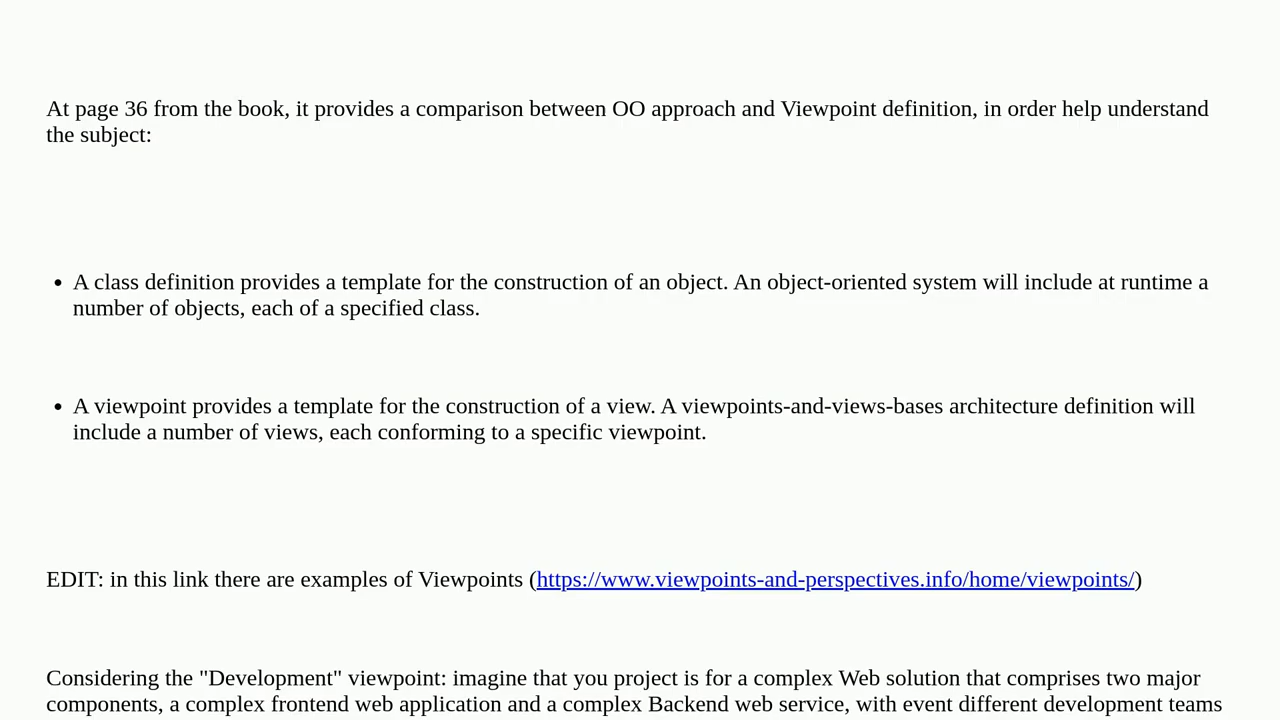 At page 36 from the book, it provides a comparison between OO approach and Viewpoint definition, in order help understand
the subject:
• A class definition provides a template for the construction of an object. An object-oriented system will include at runtime a
number of objects, each of a specified class.
• A viewpoint provides a template for the construction of a view. A viewpoints-and-views-bases architecture definition will
include a number of views, each conforming to a specific viewpoint.
EDIT: in this link there are examples of Viewpoints (https://www.viewpoints-and-perspectives.info/home/viewpoints/)
Considering the "Development" viewpoint: imagine that you project is for a complex Web solution that comprises two major
components, a complex frontend web application and a complex Backend web service, with event different development teams